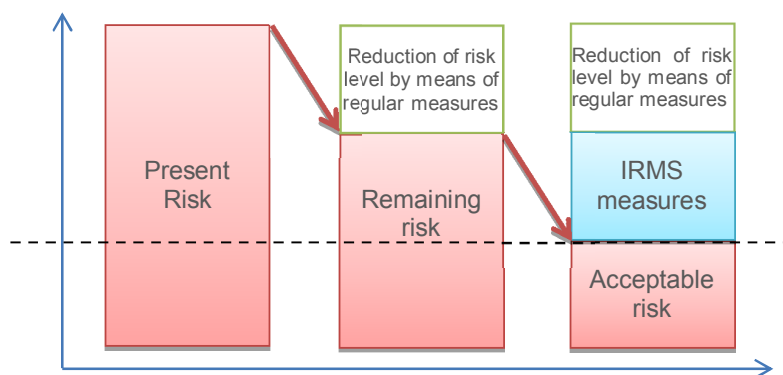 Present
Risk
Reduction of risk
level by means of
regular measures
Remaining
risk
Reduction of risk
level by means of
regular measures
IRMS
measures
Acceptable
risk